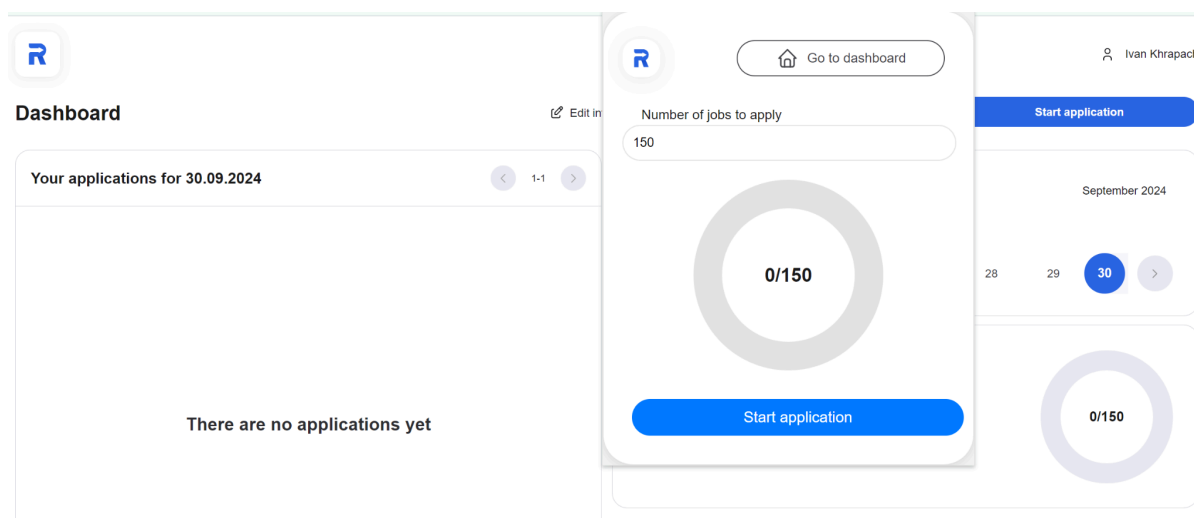 R
Dashboard
Edit in
Your applications for 30.09.2024
1-1
There are no applications yet
R
Go to dashboard
Number of jobs to apply
150
0/150
Start application
Ivan Khrapach
Start application
September 2024
28 29 30
0/150